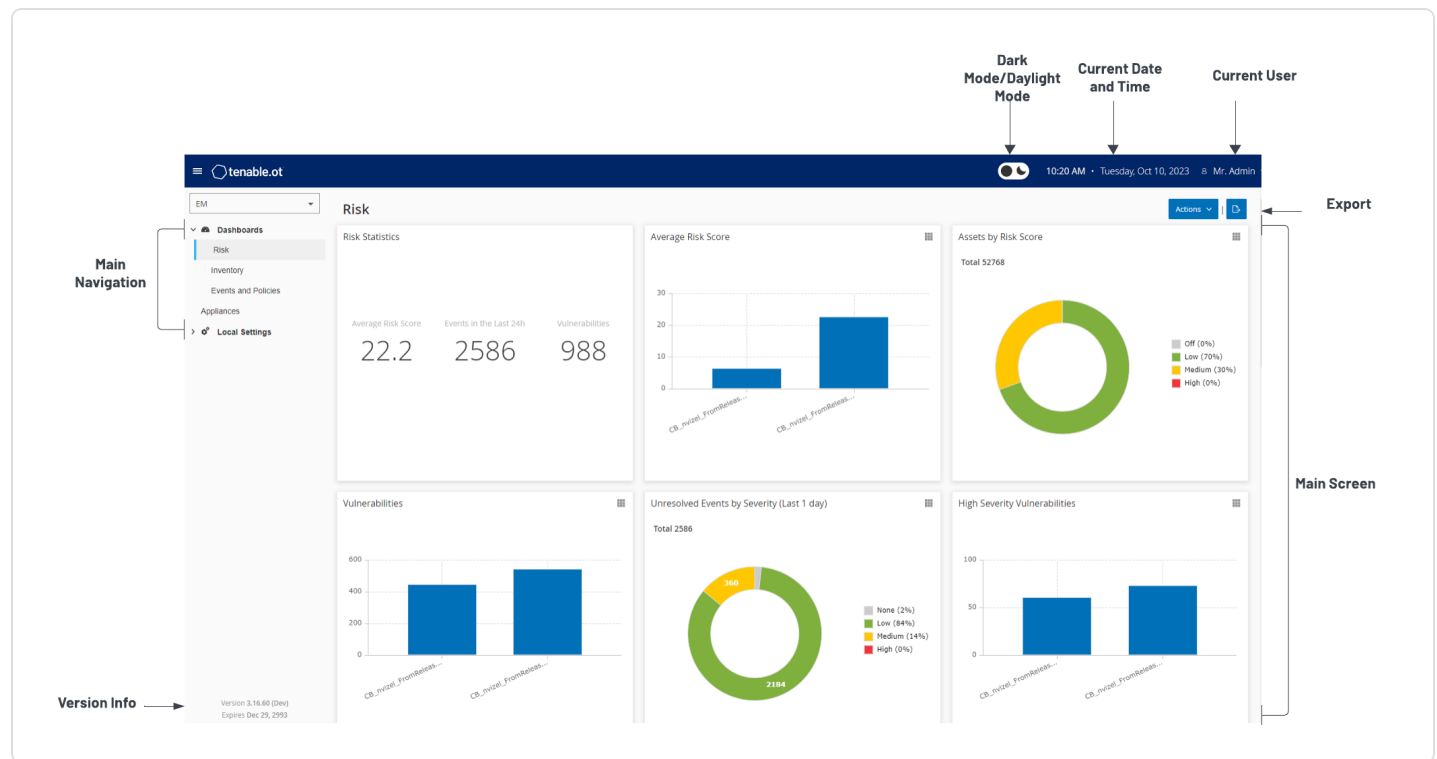 Dark
Mode/Daylight
Mode
Current Date
and Time
Current User
tenable.ot
10:20 AM • Tuesday, Oct 10, 2023 Mr. Admin
EM
Risk
Actions
Export
Main
Navigation
Dashboards
Risk
Inventory
Events and Policies
Appliances
Local Settings
Risk Statistics
Average Risk Score
22.2
Events in the Last 24h
2586
Vulnerabilities
988
Average Risk Score
30
20
10
0
CB_nvizel_FromReleas...
CB_nvizel_FromReleas...
Assets by Risk Score
Total 52768
Off (0%)
Low (70%)
Medium (30%)
High (0%)
Main Screen
Vulnerabilities
600
400
200
0
CB_nvizel_FromReleas...
CB_nvizel_FromReleas...
Unresolved Events by Severity (Last 1 day)
Total 2586
360
2184
None (2%)
Low (84%)
Medium (14%)
High (0%)
High Severity Vulnerabilities
100
50
0
CB_nvizel_FromReleas...
CB_nvizel_FromReleas...
Version Info
Version 3.16.60 (Dev)
Expires Dec 29, 2993